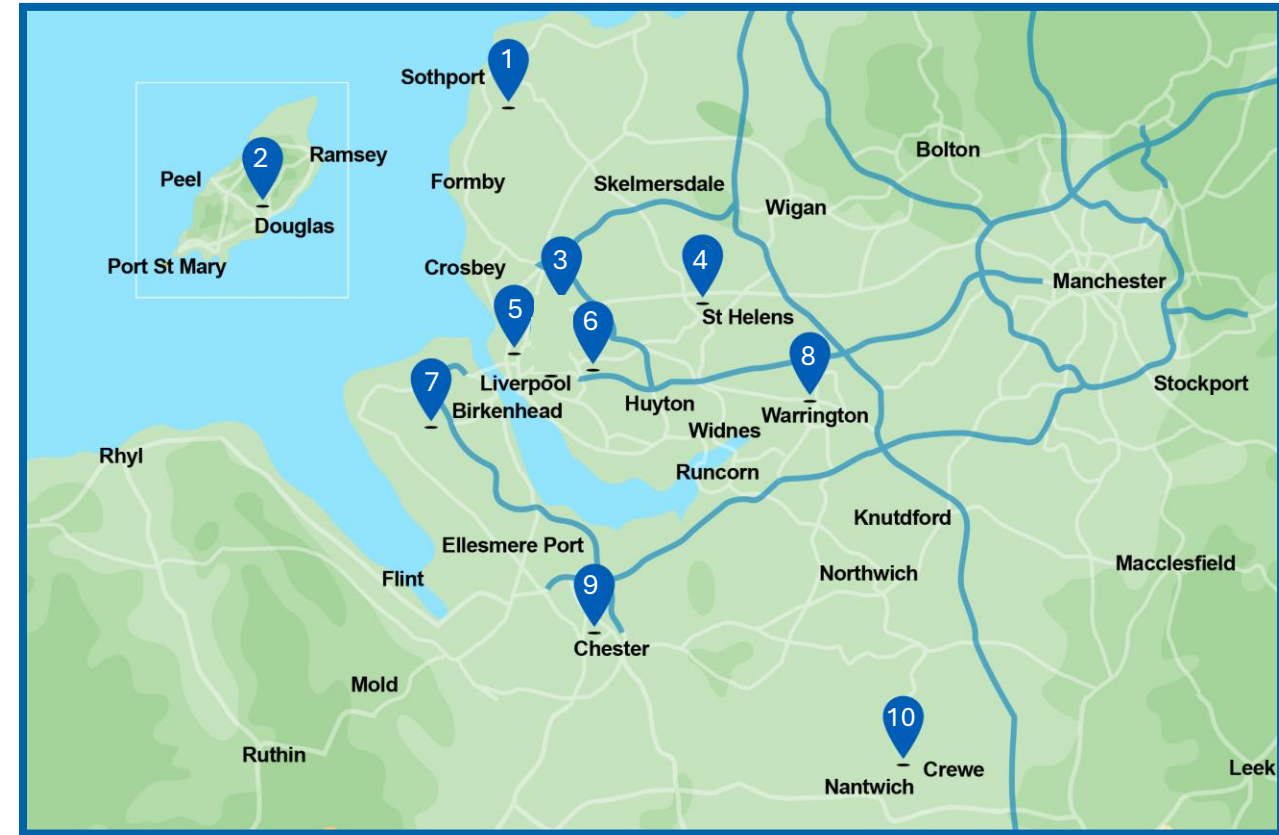 1
Sothport
Bolton
2
Ramsey
Peel
Formby
Skelmersdale
Wigan
Douglas
Port St Mary
Crosbey
3
4
Manchester
5
6
St Helens
7
8
Liverpool
Stockport
Birkenhead
Huyton
Warrington
Widnes
Rhyl
Runcorn
Knutdford
Ellesmere Port
Macclesfield
Flint
9
Northwich
Chester
Mold
10
Ruthin
Crewe
Leek
Nantwich